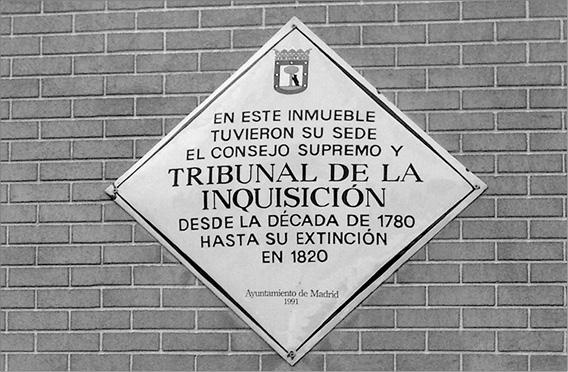 EN ESTE INMUEBLE
TUVIERON SU SEDE
EL CONSEJO SUPREMO Y
TRIBUNAL DE LA
INQUISICIÓN
DESDE LA DÉCADA DE 1780
HASTA SU EXTINCIÓN
EN 1820
Ayuntamiento de Madrid
1991